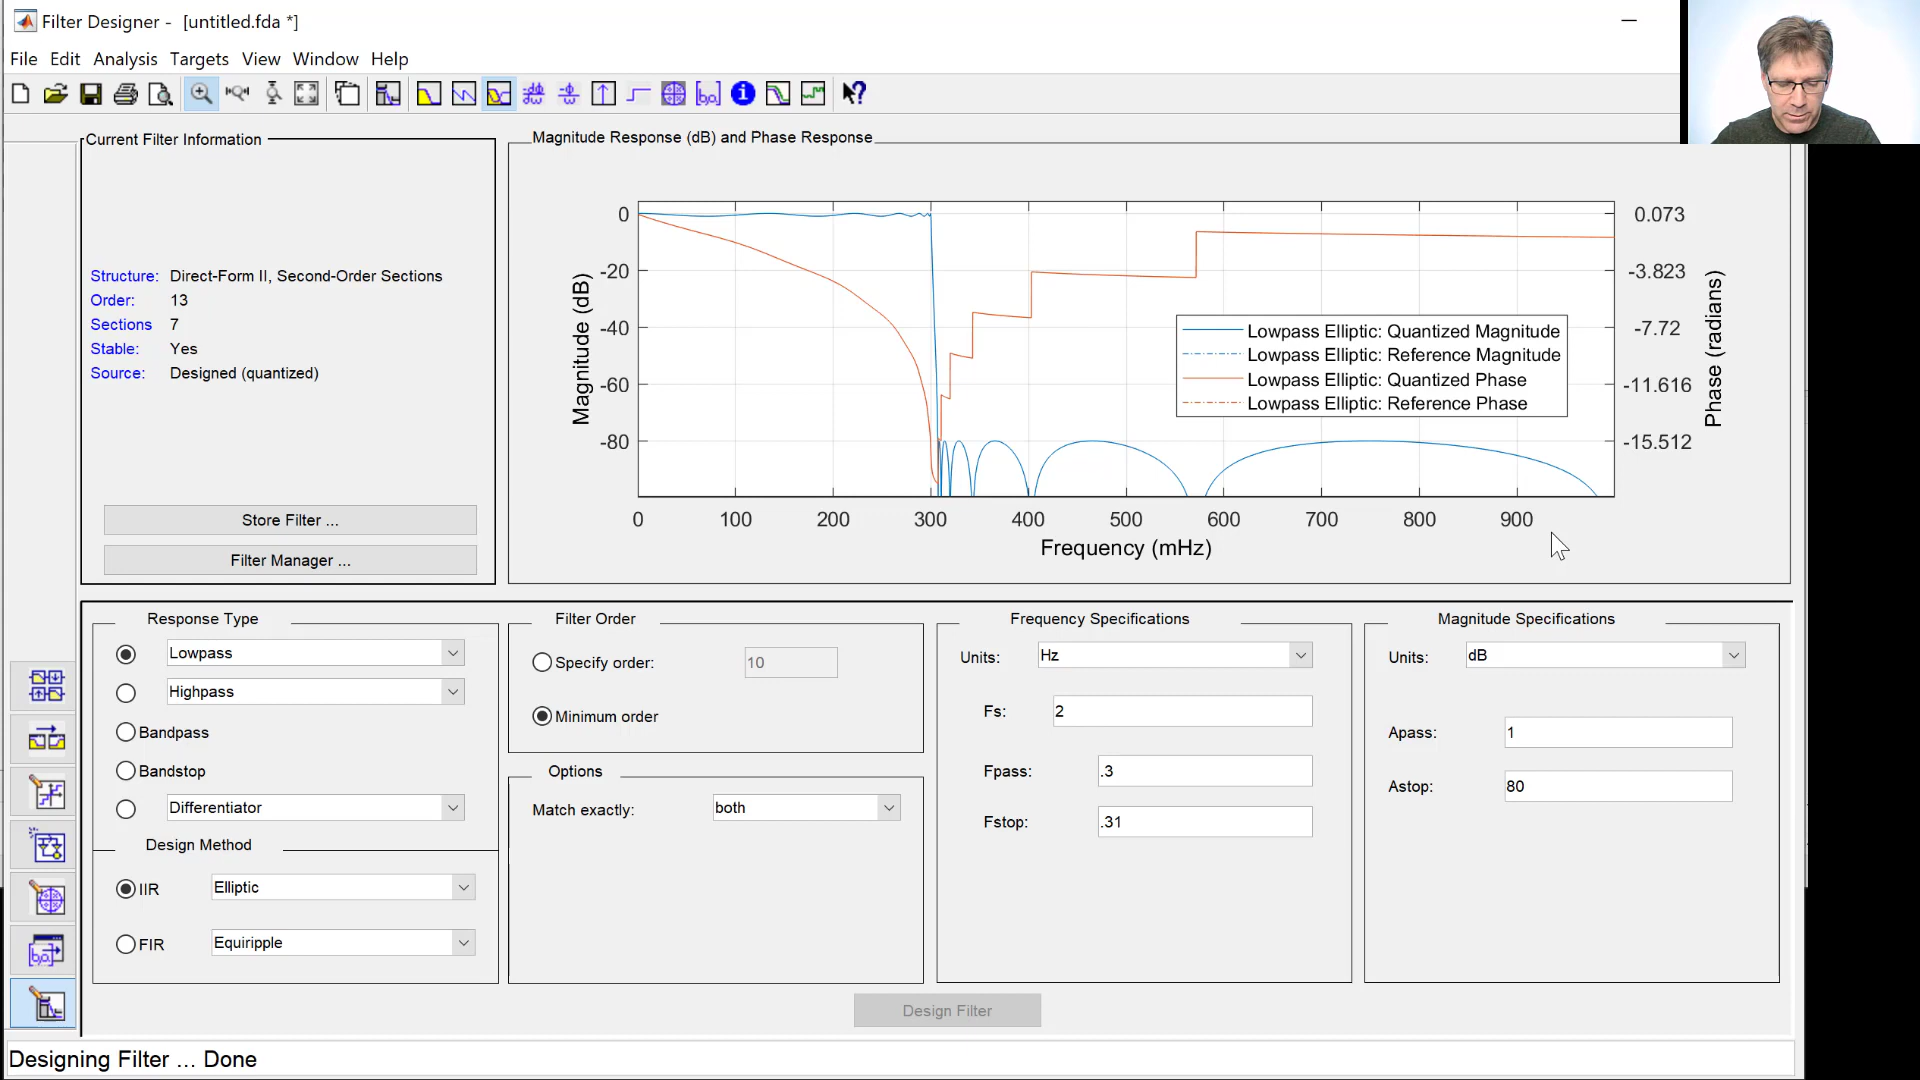 Filter Designer - [untitled.fda *]
File Edit Analysis Targets View Window Help
Current Filter Information
Structure: Direct-Form II, Second-Order Sections
Order: 13
Sections 7
Stable: Yes
Source: Designed (quantized)
Store Filter ...
Filter Manager ...
Magnitude Response (dB) and Phase Response
0
-20
-40
-60
-80
Magnitude (dB)
0.073
-3.823
-7.72
-11.616
-15.512
Phase (radians)
Lowpass Elliptic: Quantized Magnitude
Lowpass Elliptic: Reference Magnitude
Lowpass Elliptic: Quantized Phase
Lowpass Elliptic: Reference Phase
0 100 200 300 400 500 600 700 800 900
Frequency (mHz)
Response Type
Lowpass
Highpass
Bandpass
Bandstop
Differentiator
Design Method
IIR Elliptic
FIR Equiripple
Filter Order
Specify order: 10
Minimum order
Options
Match exactly: both
Frequency Specifications
Units: Hz
Fs: 2
Fpass: .3
Fstop: .31
Magnitude Specifications
Units: dB
Apass: 1
Astop: 80
Design Filter
Designing Filter ... Done